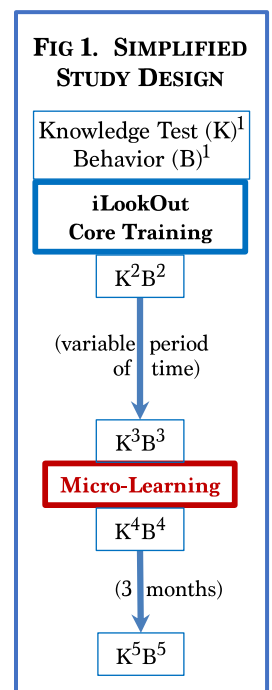 FIG 1. SIMPLIFIED
STUDY DESIGN
Knowledge Test (K)¹
Behavior (B)¹
iLookOut
Core Training
K²B²
(variable period
of time)
K³B³
Micro-Learning
K⁴B⁴
(3 months)
K⁵B⁵